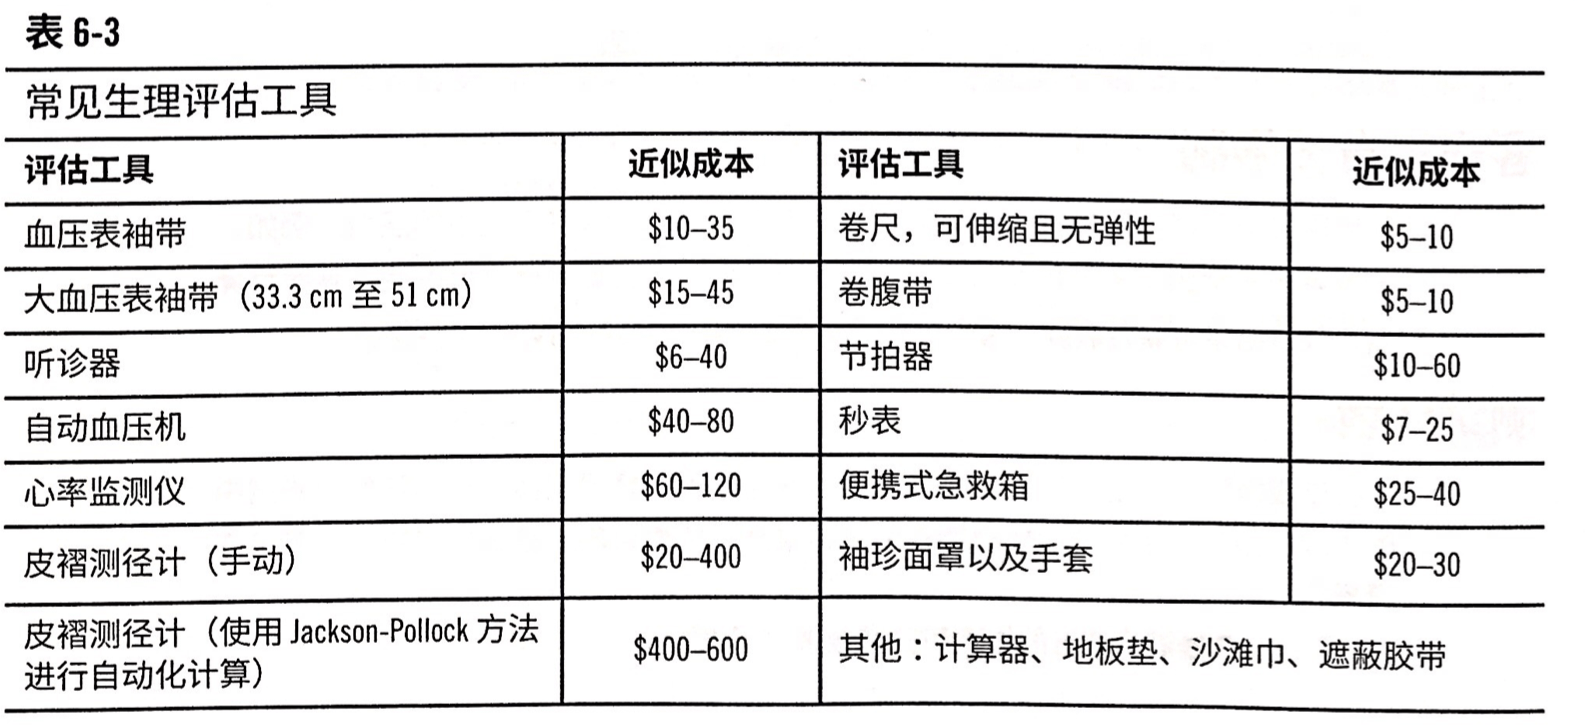 表 6-3
常见生理评估工具
评估工具 近似成本 评估工具 近似成本
血压表袖带 $10–35 卷尺，可伸缩且无弹性 $5–10
大血压表袖带（33.3 cm 至 51 cm） $15–45 卷腹带 $5–10
听诊器 $6–40 节拍器 $10–60
自动血压机 $40–80 秒表 $7–25
心率监测仪 $60–120 便携式急救箱 $25–40
皮褶测径计（手动） $20–400 袖珍面罩以及手套 $20–30
皮褶测径计（使用 Jackson-Pollock 方法
进行自动化计算） $400–600 其他：计算器、地板垫、沙滩巾、遮蔽胶带